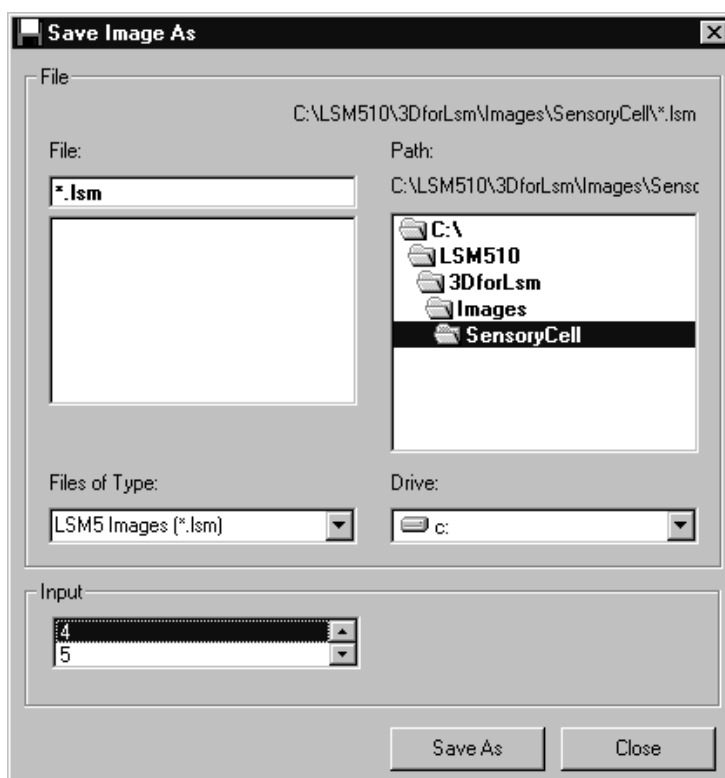 Save Image As
File
C:\LSM510\3DforLsm\Images\SensoryCell\*.lsm
File:
Path:
*.lsm
C:\LSM510\3DforLsm\Images\Sensc
C:\
LSM510
3DforLsm
Images
SensoryCell
Files of Type:
Drive:
LSM5 Images (*.lsm)
c:
Input
4
5
Save As
Close